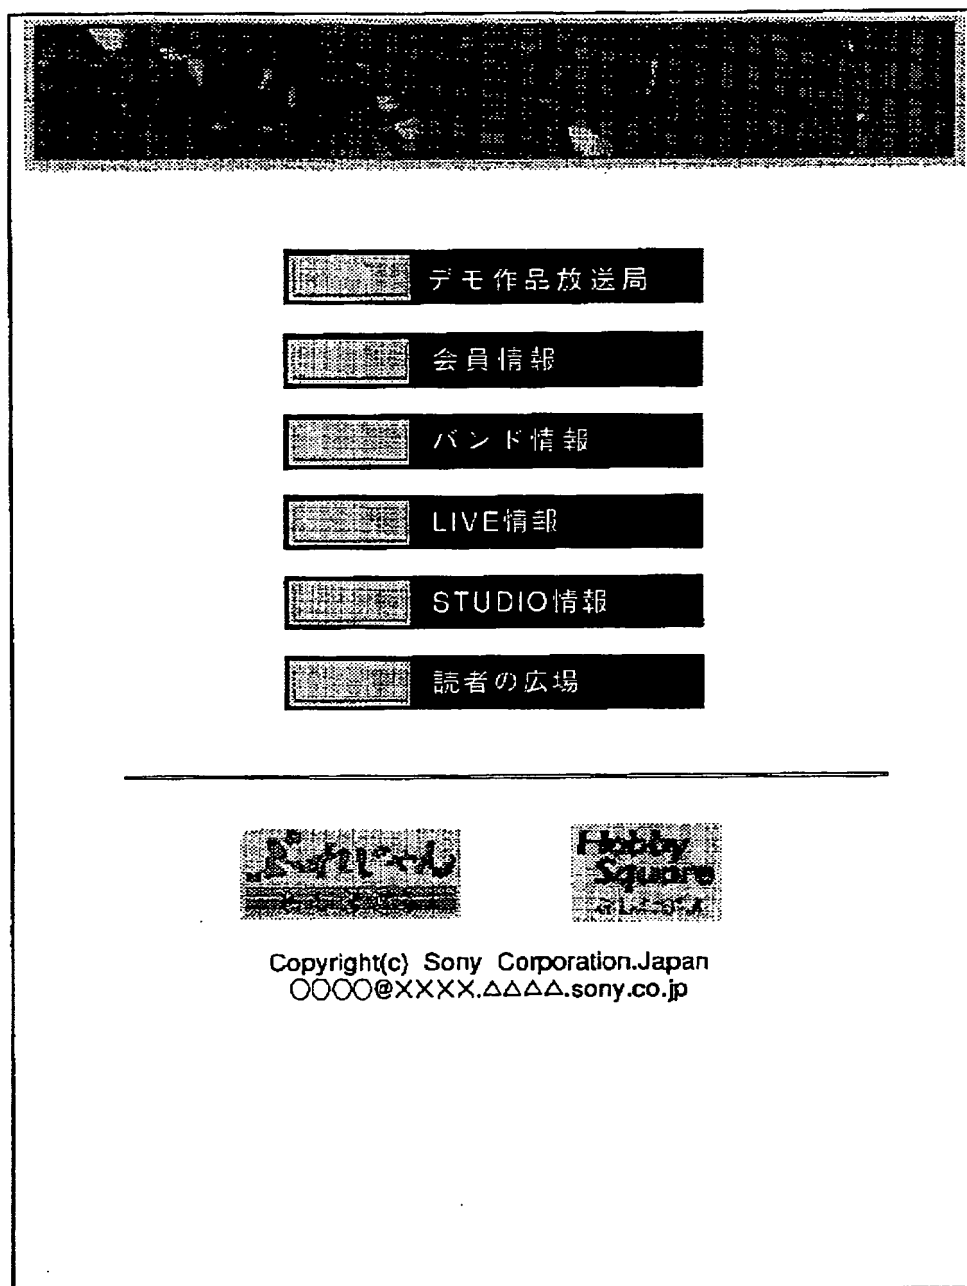 デモ作品放送局
会員情報
バンド情報
LIVE情報
STUDIO情報
読者の広場
Hobby
Square
Copyright(c) Sony Corporation.Japan
○○○○@××××.△△△△.sony.co.jp